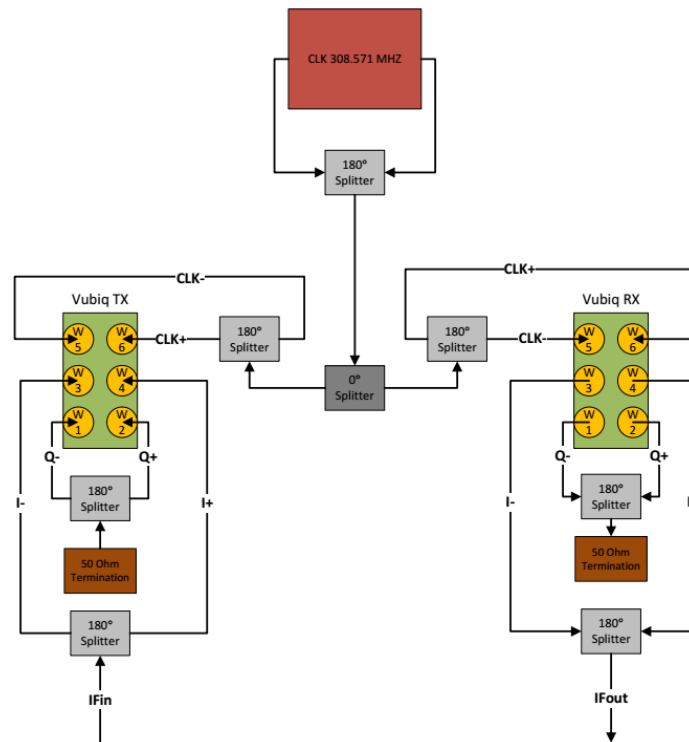 CLK 308.571 MHZ
180°
Splitter
CLK-
CLK+
Vubiq TX
Vubiq RX
W
5
W
6
CLK+
180°
Splitter
180°
Splitter
CLK-
W
5
W
6
W
3
W
4
0°
Splitter
W
3
W
4
W
1
W
2
W
1
W
2
Q-
Q+
Q-
Q+
180°
Splitter
180°
Splitter
I-
I+
I-
50 Ohm
Termination
50 Ohm
Termination
180°
Splitter
180°
Splitter
IFin
IFout